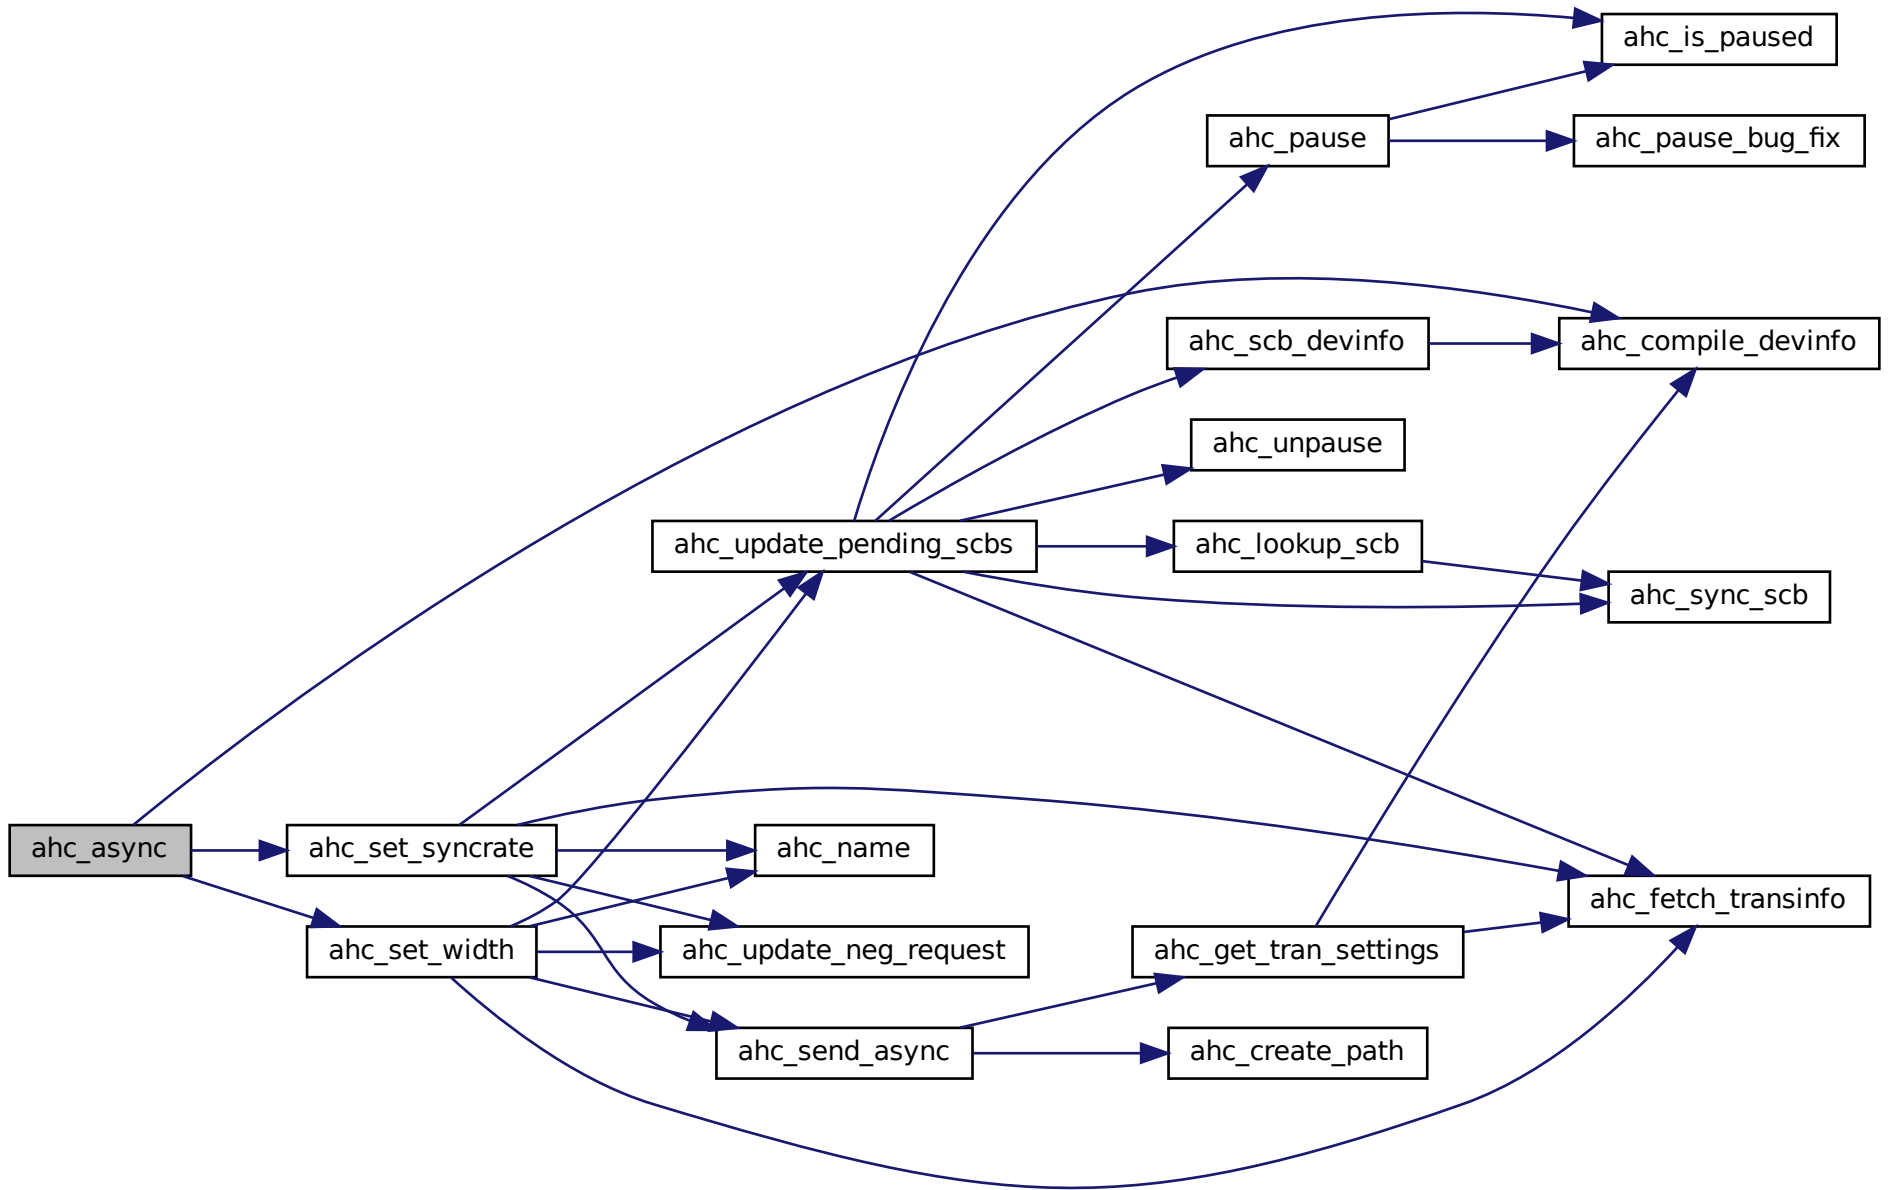 ahc_is_paused
ahc_pause
ahc_pause_bug_fix
ahc_scb_devinfo
ahc_compile_devinfo
ahc_unpause
ahc_update_pending_scbs
ahc_lookup_scb
ahc_sync_scb
ahc_async
ahc_set_syncrate
ahc_name
ahc_fetch_transinfo
ahc_set_width
ahc_update_neg_request
ahc_get_tran_settings
ahc_send_async
ahc_create_path